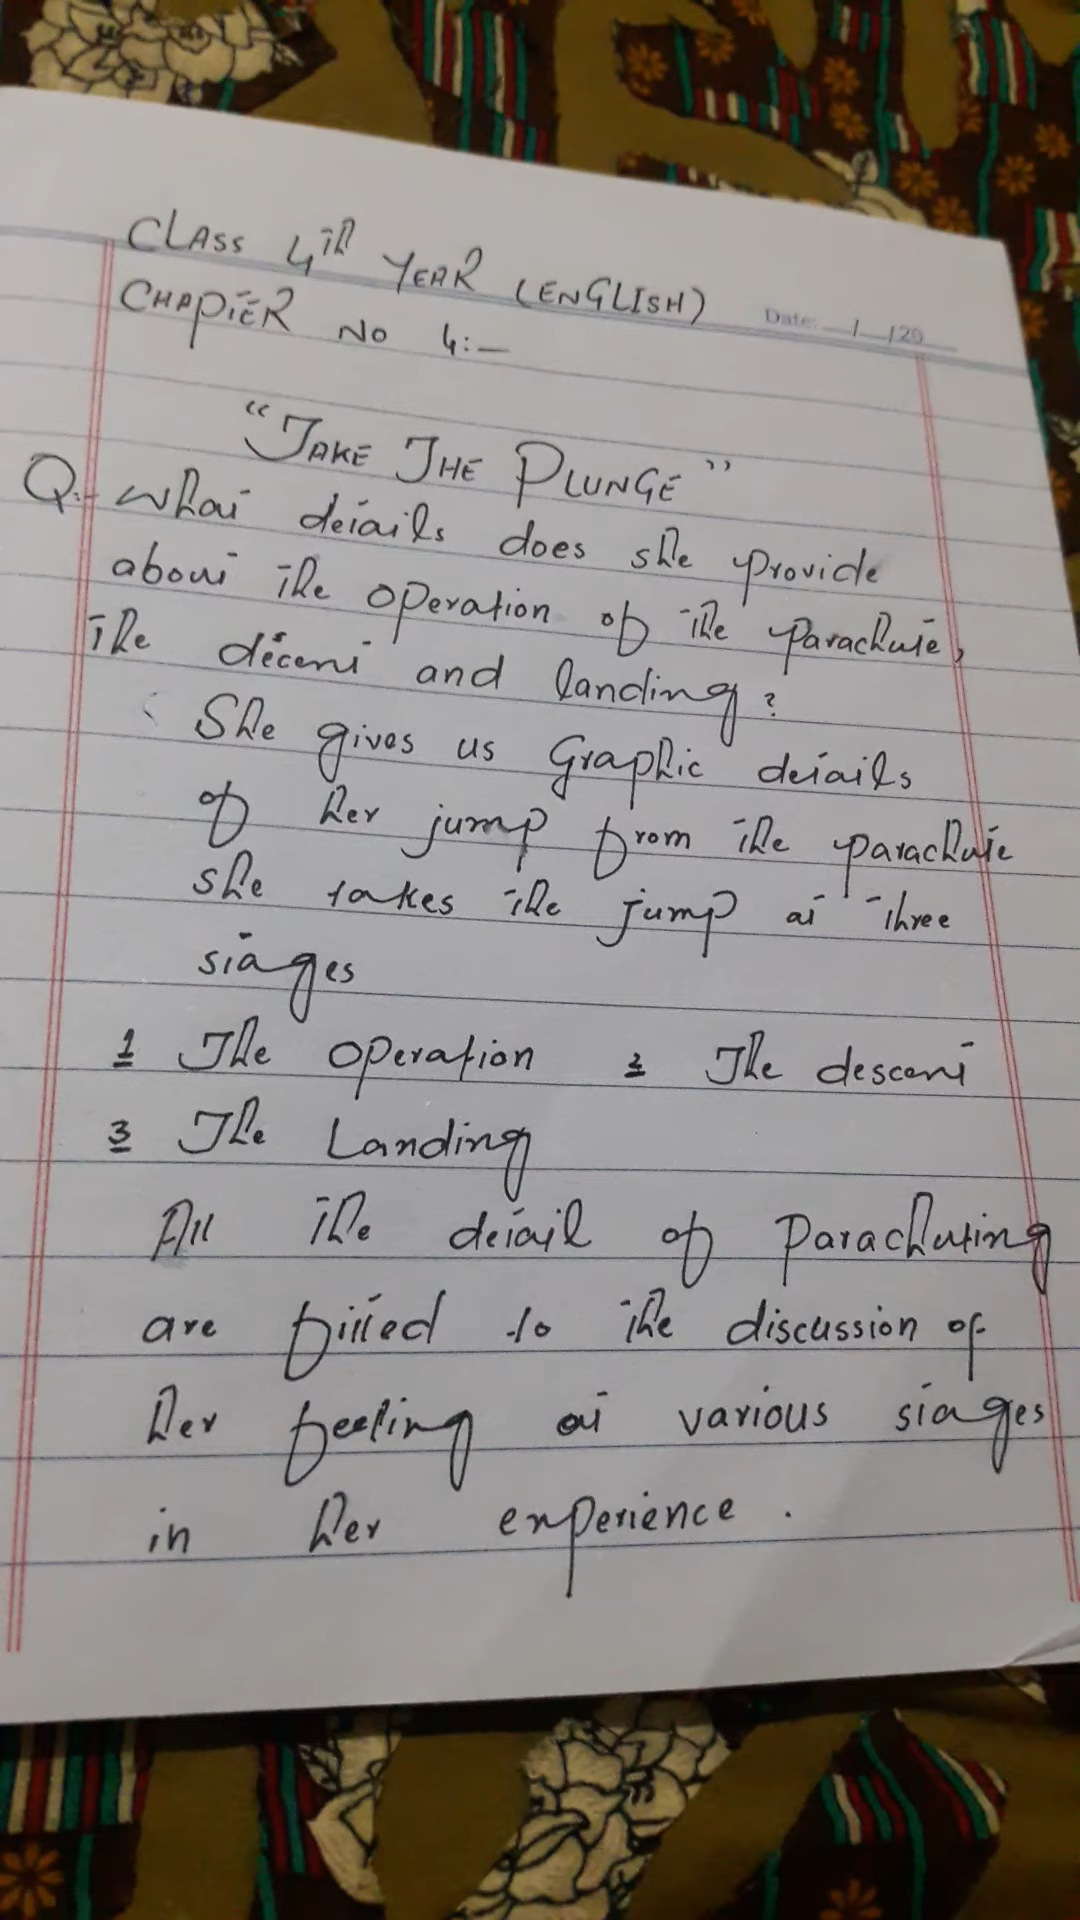 CLASS 4th YEAR (ENGLISH)
Date: __/__/20__
CHAPTER NO 4:-
"TAKE THE PLUNGE"
Q:- What details does she provide
about the operation of the parachute,
the decent and landing?
She gives us Graphic details
of her jump from the parachute
she takes the jump at three
stages
1 The operation 2 The descent
3 The Landing
All the detail of Parachuting
are fitted to the discussion of
her feeling at various stages
in her experience.